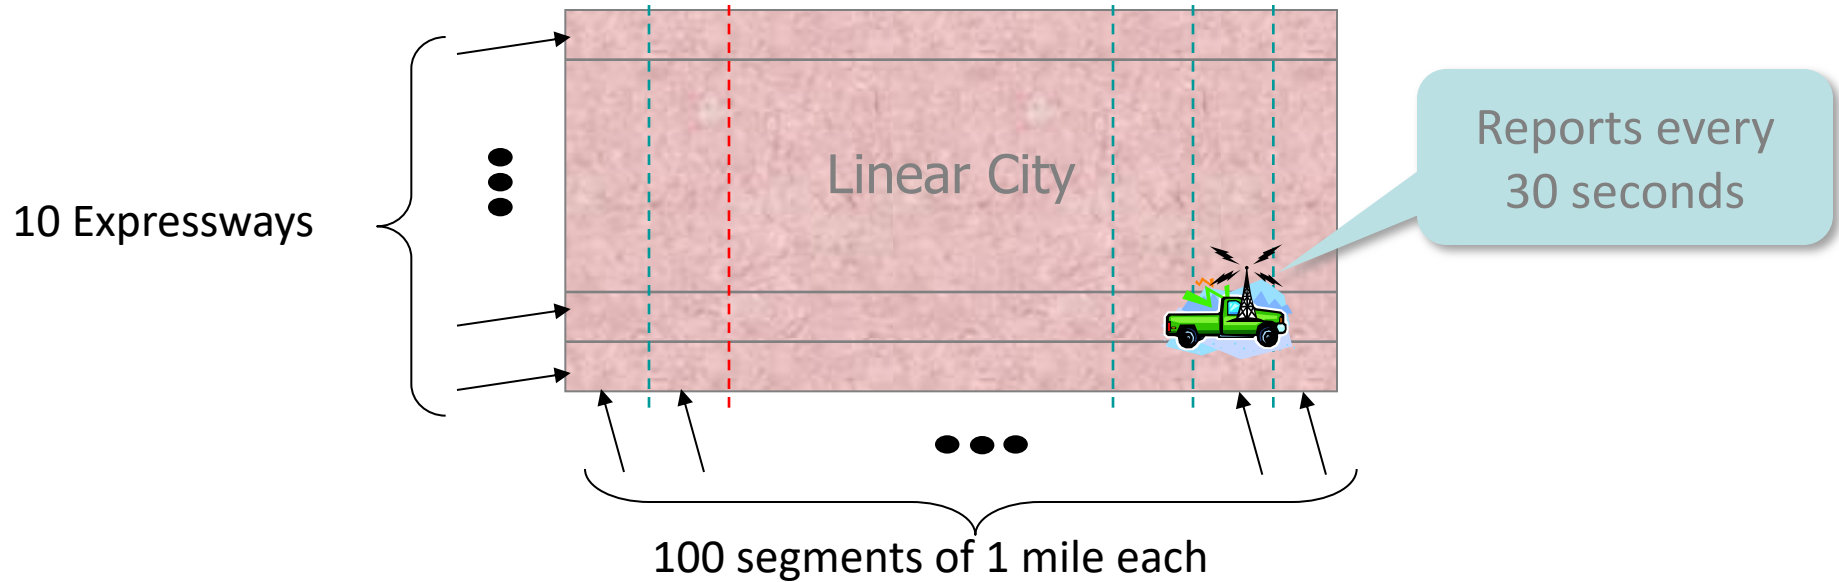 Linear City
Reports every
30 seconds
10 Expressways
100 segments of 1 mile each